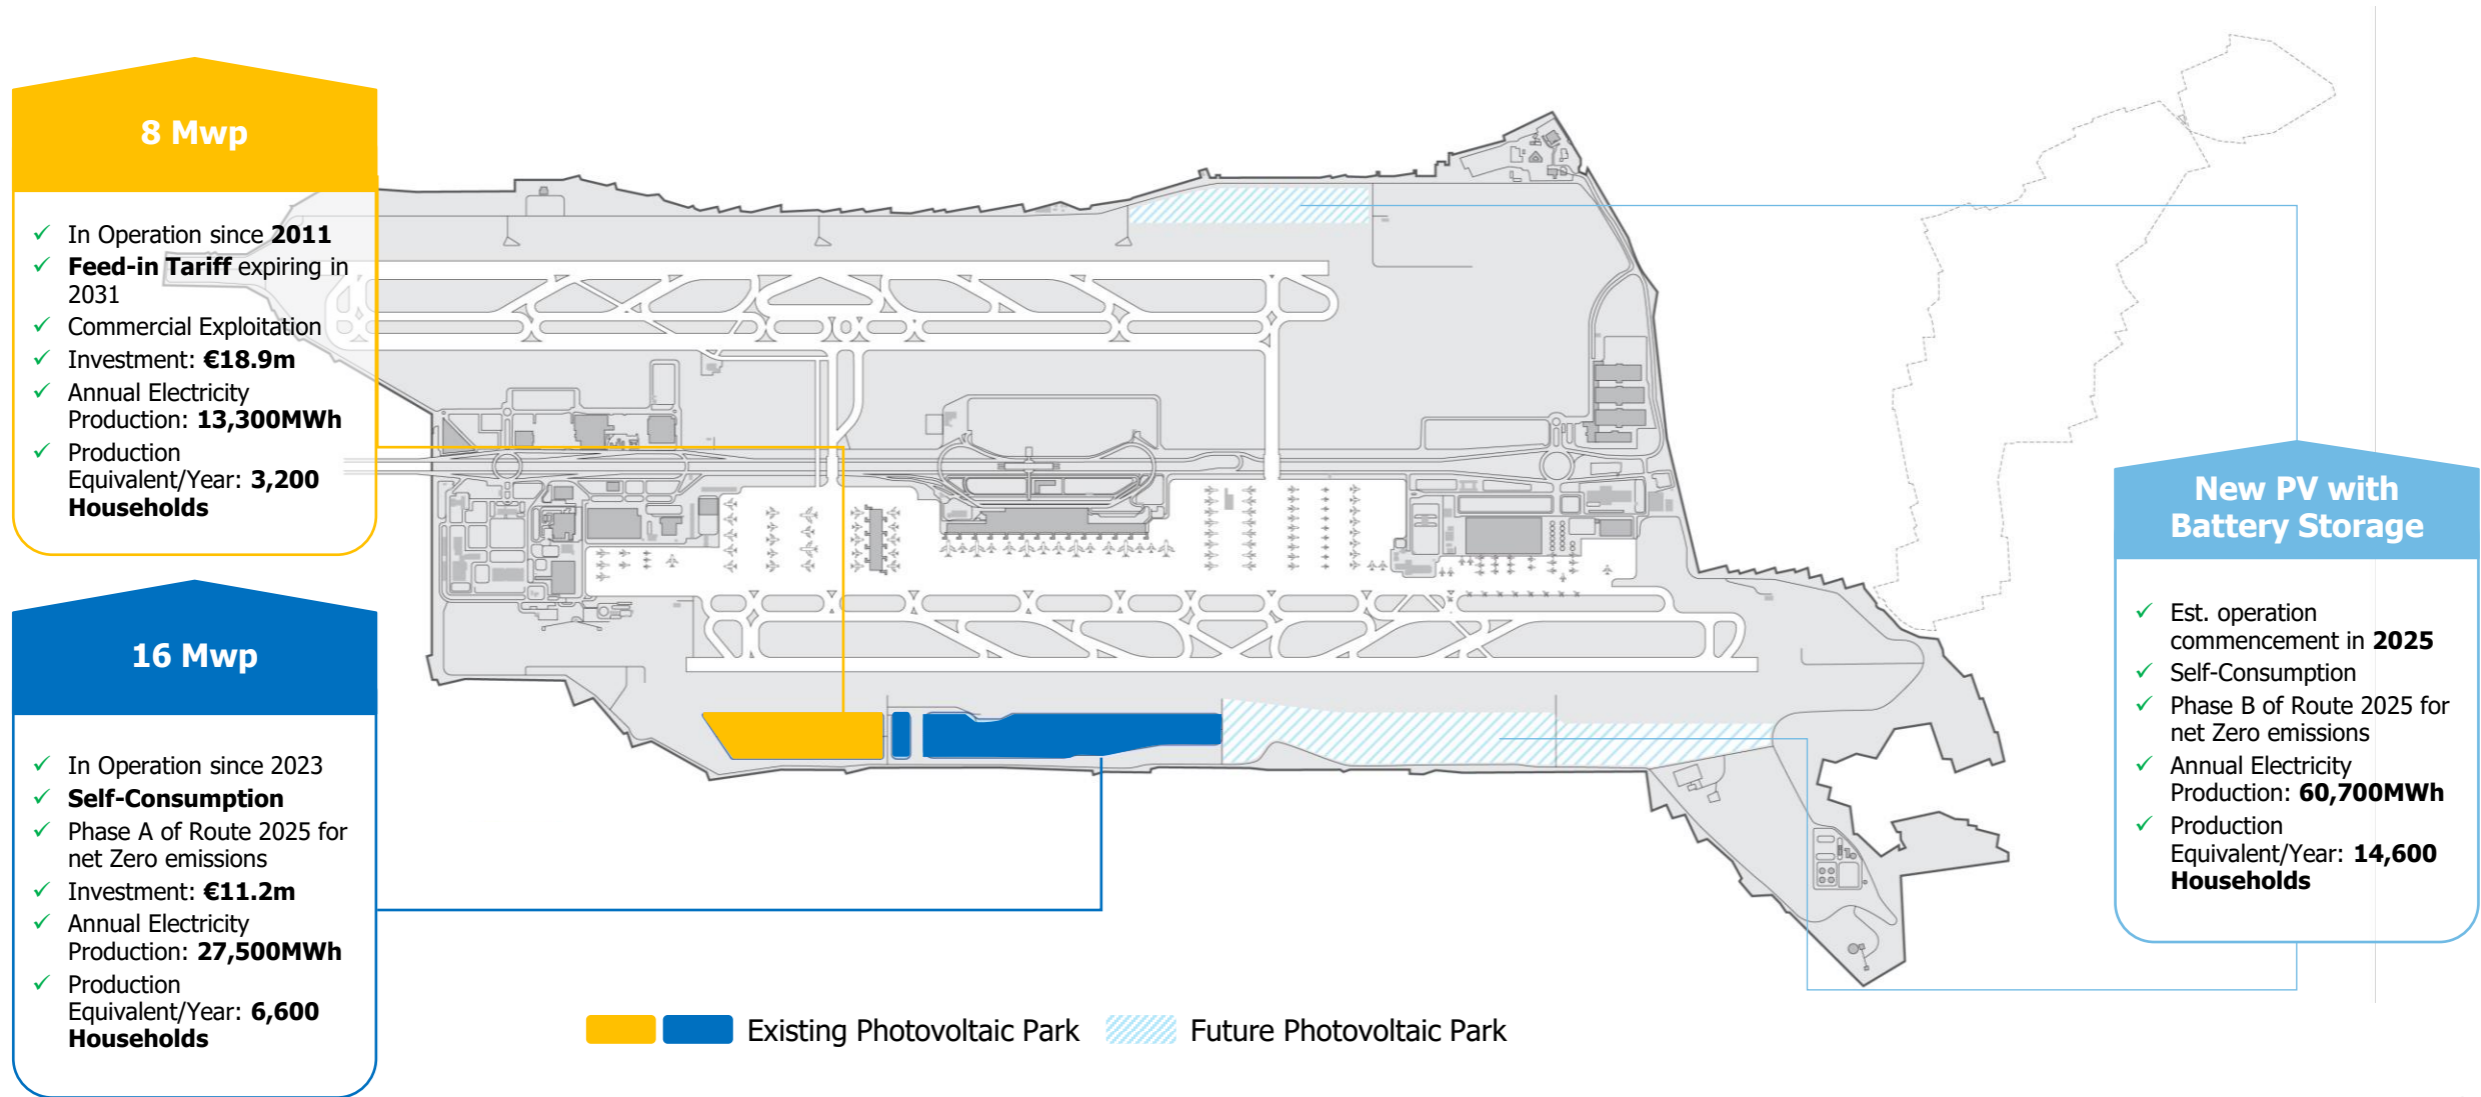 8 Mwp
In Operation since 2011
Feed-in Tariff expiring in
2031
Commercial Exploitation
Investment: €18.9m
Annual Electricity
Production: 13,300MWh
Production
Equivalent/Year: 3,200
Households
16 Mwp
In Operation since 2023
Self-Consumption
Phase A of Route 2025 for
net Zero emissions
Investment: €11.2m
Annual Electricity
Production: 27,500MWh
Production
Equivalent/Year: 6,600
Households
New PV with
Battery Storage
Est. operation
commencement in 2025
Self-Consumption
Phase B of Route 2025 for
net Zero emissions
Annual Electricity
Production: 60,700MWh
Production
Equivalent/Year: 14,600
Households
Existing Photovoltaic Park
Future Photovoltaic Park